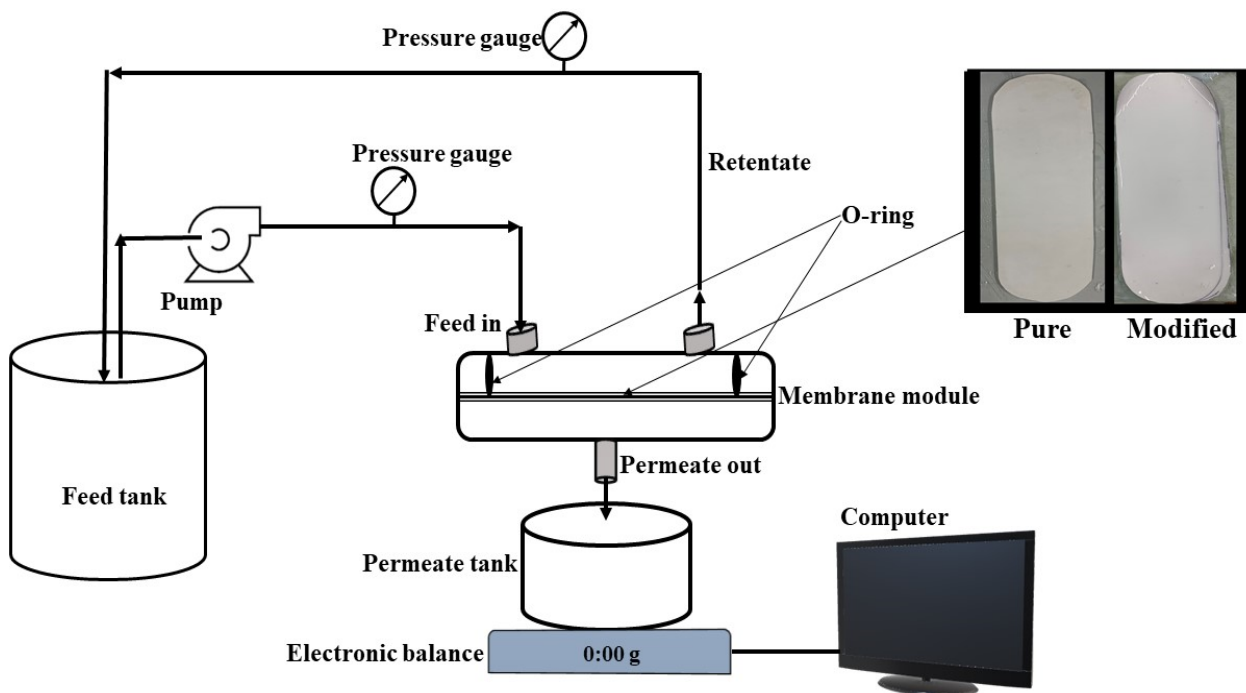 Pressure gauge
Pressure gauge
Retentate
O-ring
Pump
Feed in
Pure
Modified
Membrane module
Permeate out
Feed tank
Computer
Permeate tank
Electronic balance
0:00 g